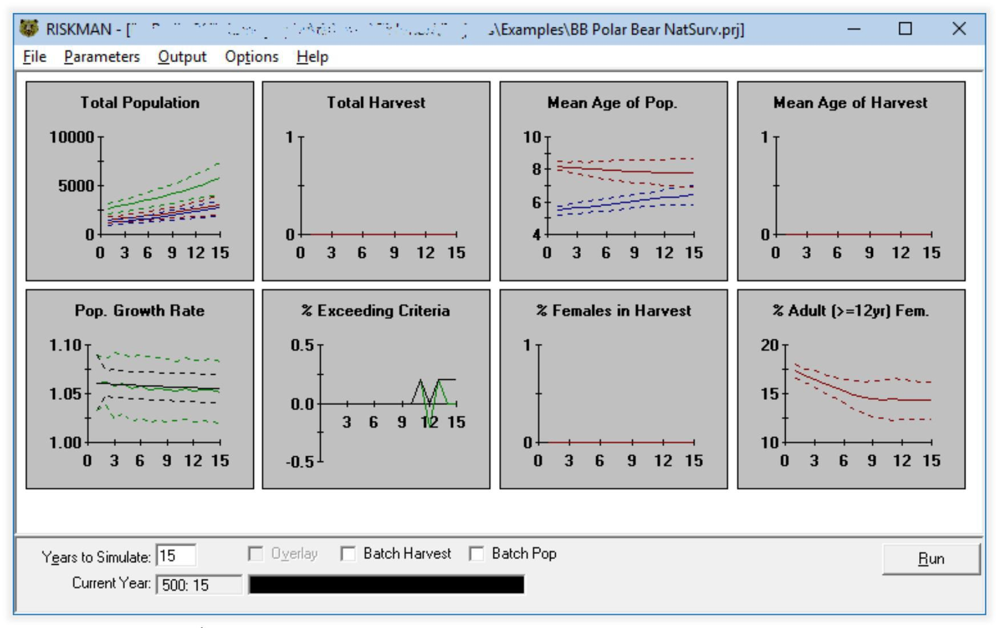 RISKMAN - [ \Examples\BB Polar Bear NatSurv.prj]
File Parameters Output Options Help
Total Population
10000
5000
0
0 3 6 9 12 15
Total Harvest
1
0
0 3 6 9 12 15
Mean Age of Pop.
10
8
6
4
0 3 6 9 12 15
Mean Age of Harvest
1
0
0 3 6 9 12 15
Pop. Growth Rate
1.10
1.05
1.00
0 3 6 9 12 15
% Exceeding Criteria
0.5
0.0
3 6 9 12 15
-0.5
% Females in Harvest
1
0
0 3 6 9 12 15
% Adult (>=12yr) Fem.
20
15
10
0 3 6 9 12 15
Years to Simulate: 15 Overlay Batch Harvest Batch Pop Run
Current Year: 500: 15